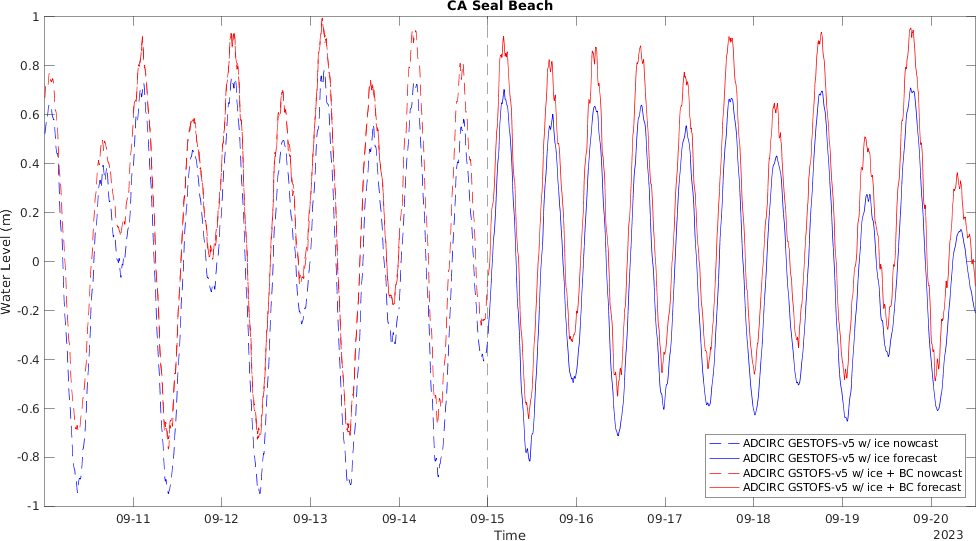 CA Seal Beach
1
0.8
0.6
0.4
0.2
0
-0.2
-0.4
-0.6
-0.8
-1
Water Level (m)
ADCIRC GESTOFS-v5 w/ ice nowcast
ADCIRC GESTOFS-v5 w/ ice forecast
ADCIRC GSTOFS-v5 w/ ice + BC nowcast
ADCIRC GSTOFS-v5 w/ ice + BC forecast
09-11 09-12 09-13 09-14 09-15 09-16 09-17 09-18 09-19 09-20
Time
2023